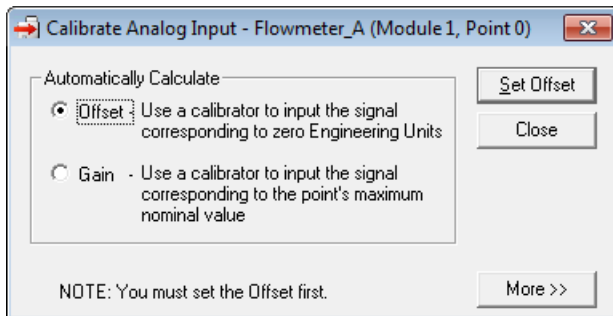 Calibrate Analog Input - Flowmeter_A (Module 1, Point 0)
Automatically Calculate
Set Offset
Offset - Use a calibrator to input the signal
corresponding to zero Engineering Units
Close
Gain - Use a calibrator to input the signal
corresponding to the point's maximum
nominal value
NOTE: You must set the Offset first.
More >>